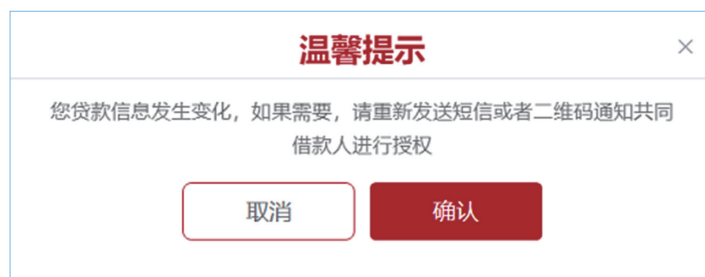 温馨提示
您贷款信息发生变化，如果需要，请重新发送短信或者二维码通知共同
借款人进行授权
取消
确认